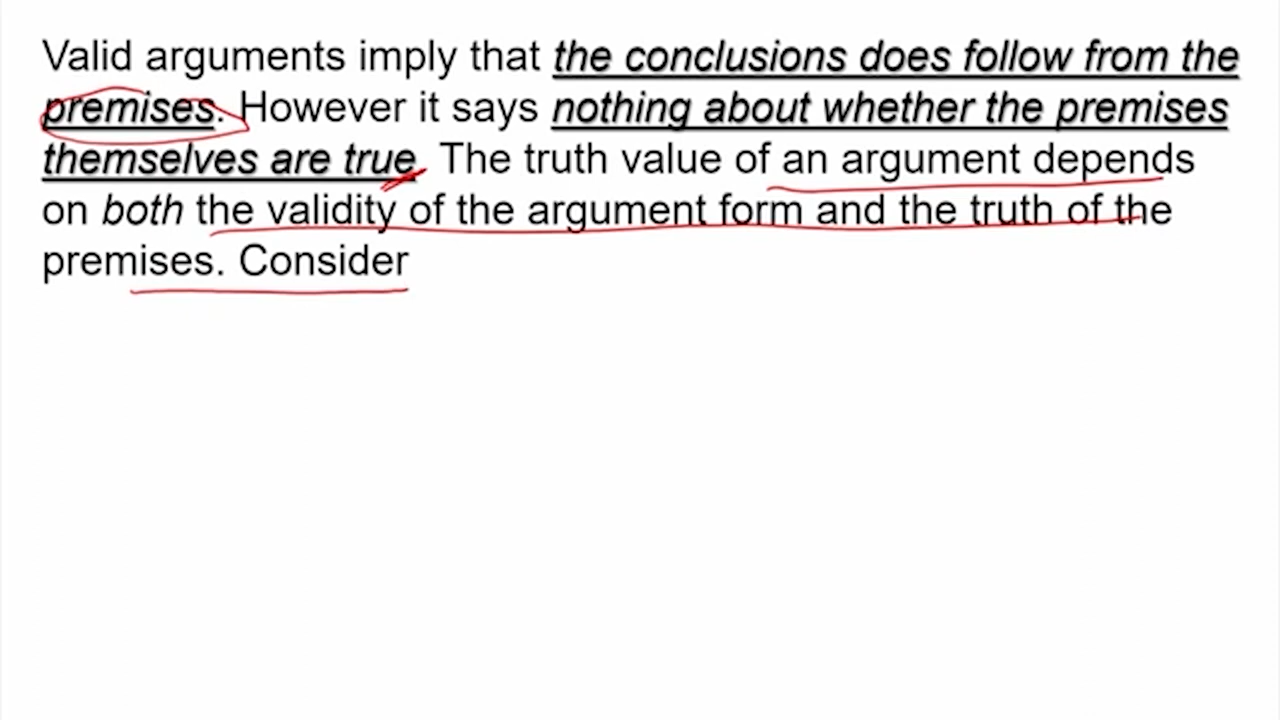 Valid arguments imply that the conclusions does follow from the
premises. However it says nothing about whether the premises
themselves are true. The truth value of an argument depends
on both the validity of the argument form and the truth of the
premises. Consider